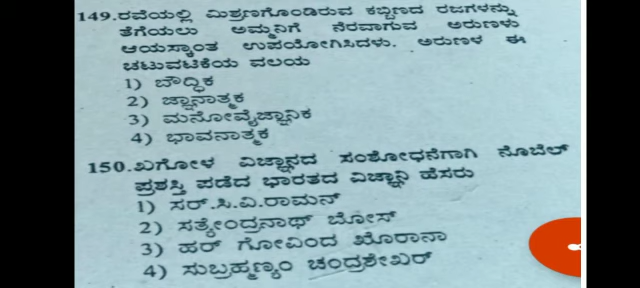 149.ರವೆಯಲ್ಲಿ ಮಿಶ್ರಣಗೊಂಡಿರುವ ಕಬ್ಬಿಣದ ರಜಗಳನ್ನು
ತೆಗೆಯಲು ಅಮ್ಮನಿಗೆ ನೆರವಾಗುವ ಅರುಣಳು
ಆಯಸ್ಕಾಂತ ಉಪಯೋಗಿಸಿದಳು. ಅರುಣಳ ಈ
ಚಟುವಟಿಕೆಯ ವಲಯ
1) ಬೌದ್ಧಿಕ
2) ಜ್ಞಾನಾತ್ಮಕ
3) ಮನೋವೈಜ್ಞಾನಿಕ
4) ಭಾವನಾತ್ಮಕ
150.ಖಗೋಳ ವಿಜ್ಞಾನದ ಸಂಶೋಧನೆಗಾಗಿ ನೊಬೆಲ್
ಪ್ರಶಸ್ತಿ ಪಡೆದ ಭಾರತದ ವಿಜ್ಞಾನಿ ಹೆಸರು
1) ಸರ್.ಸಿ.ವಿ.ರಾಮನ್
2) ಸತ್ಯೇಂದ್ರನಾಥ್ ಬೋಸ್
3) ಹರ್ ಗೋವಿಂದ ಖೊರಾನಾ
4) ಸುಬ್ರಹ್ಮಣ್ಯಂ ಚಂದ್ರಶೇಖರ್